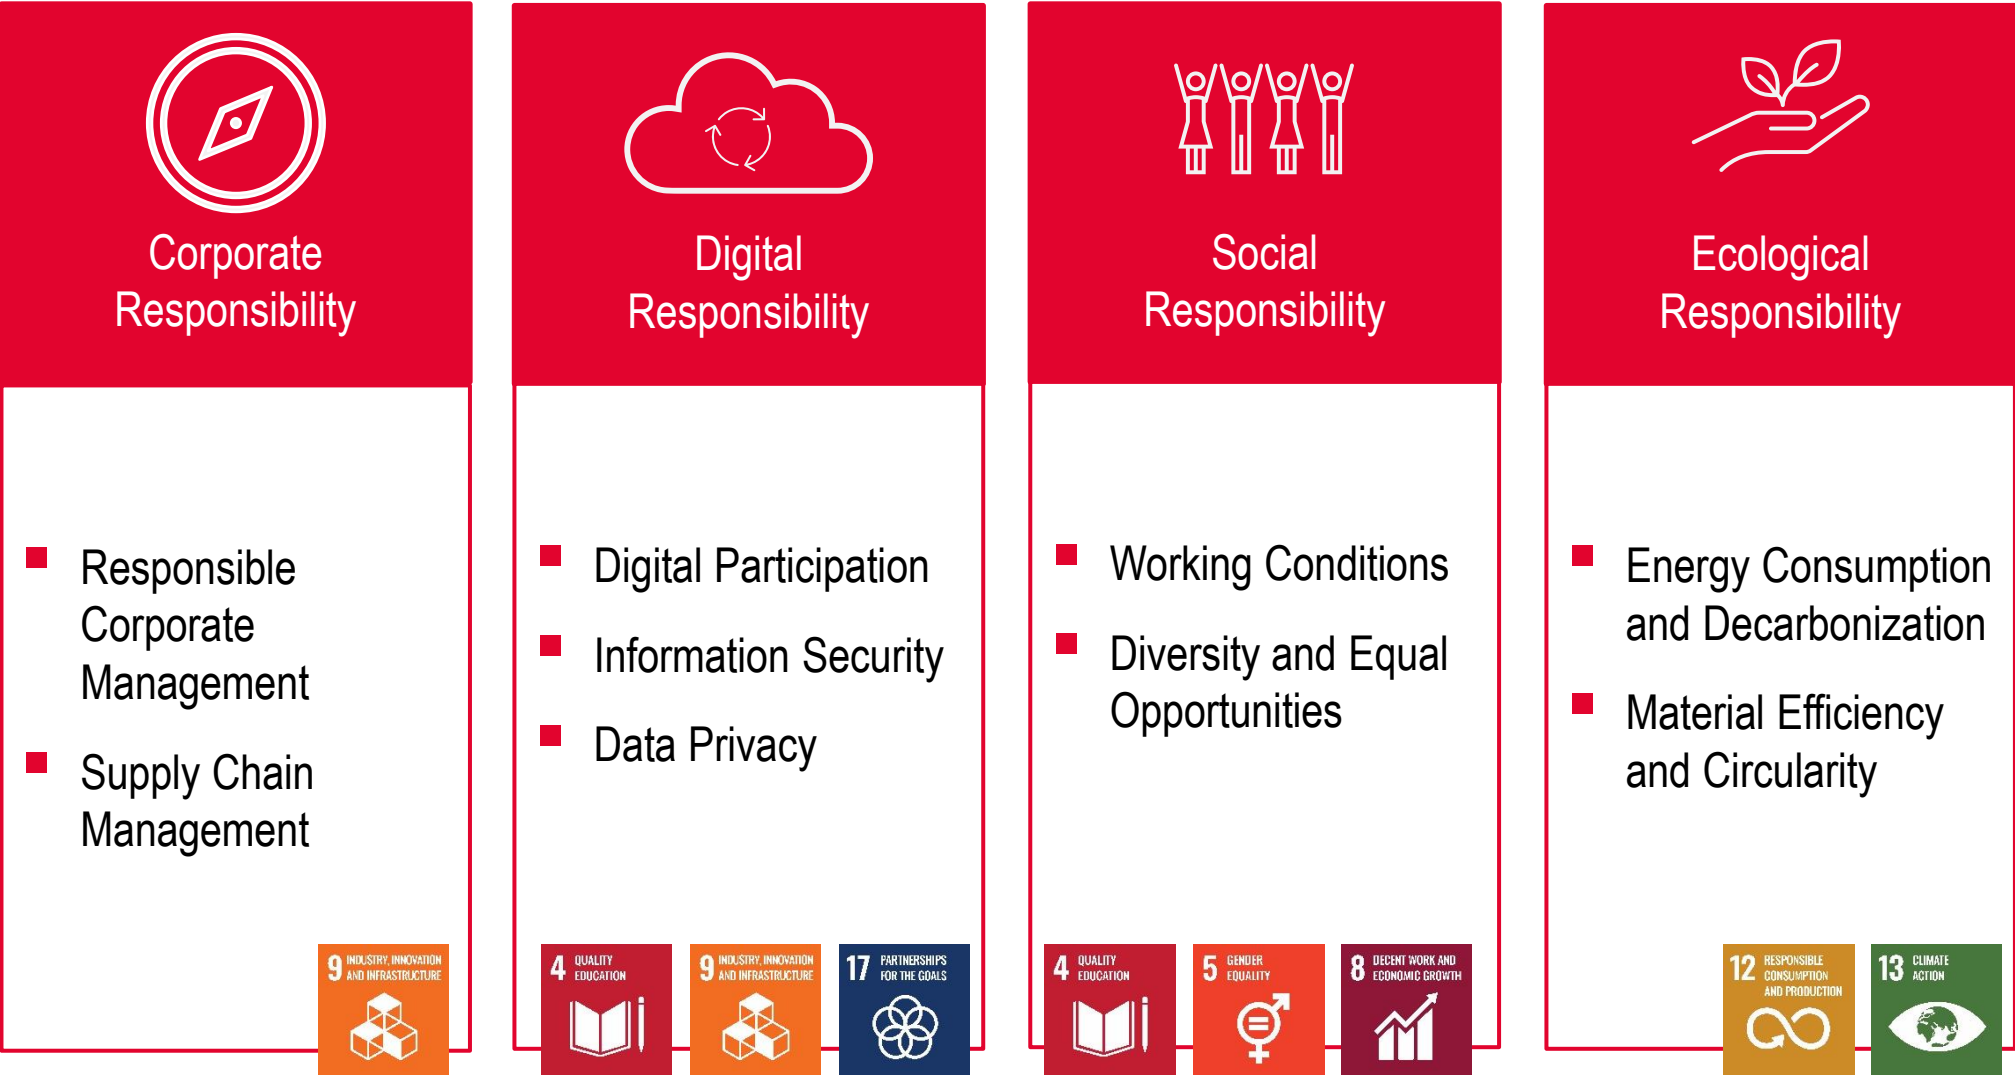 Corporate
Responsibility
Responsible
Corporate
Management
Supply Chain
Management
9 INDUSTRY, INNOVATION
AND INFRASTRUCTURE
Digital
Responsibility
Digital Participation
Information Security
Data Privacy
4 QUALITY
EDUCATION
9 INDUSTRY, INNOVATION
AND INFRASTRUCTURE
17 PARTNERSHIPS
FOR THE GOALS
Social
Responsibility
Working Conditions
Diversity and Equal
Opportunities
4 QUALITY
EDUCATION
5 GENDER
EQUALITY
8 DECENT WORK AND
ECONOMIC GROWTH
Ecological
Responsibility
Energy Consumption
and Decarbonization
Material Efficiency
and Circularity
12 RESPONSIBLE
CONSUMPTION
AND PRODUCTION
13 CLIMATE
ACTION